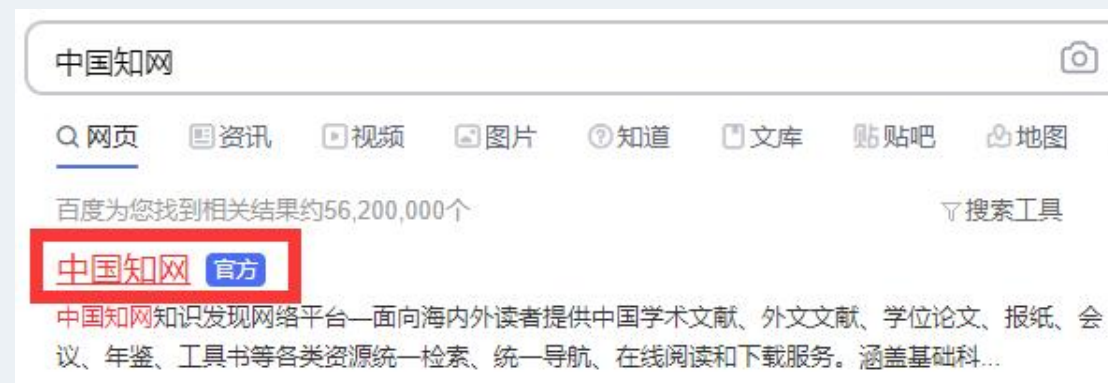 中国知网
网页 资讯 视频 图片 知道 文库 贴吧 地图
百度为您找到相关结果约56,200,000个 搜索工具
中国知网 官方
中国知网知识发现网络平台—面向海内外读者提供中国学术文献、外文文献、学位论文、报纸、会
议、年鉴、工具书等各类资源统一检索、统一导航、在线阅读和下载服务。涵盖基础科...